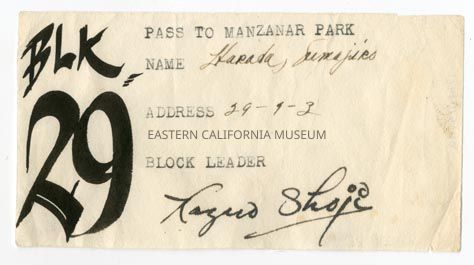 BLK
29
PASS TO MANZANAR PARK
NAME Harada,
ADDRESS 29-9-3
EASTERN CALIFORNIA MUSEUM
BLOCK LEADER
Kazuo Shoji